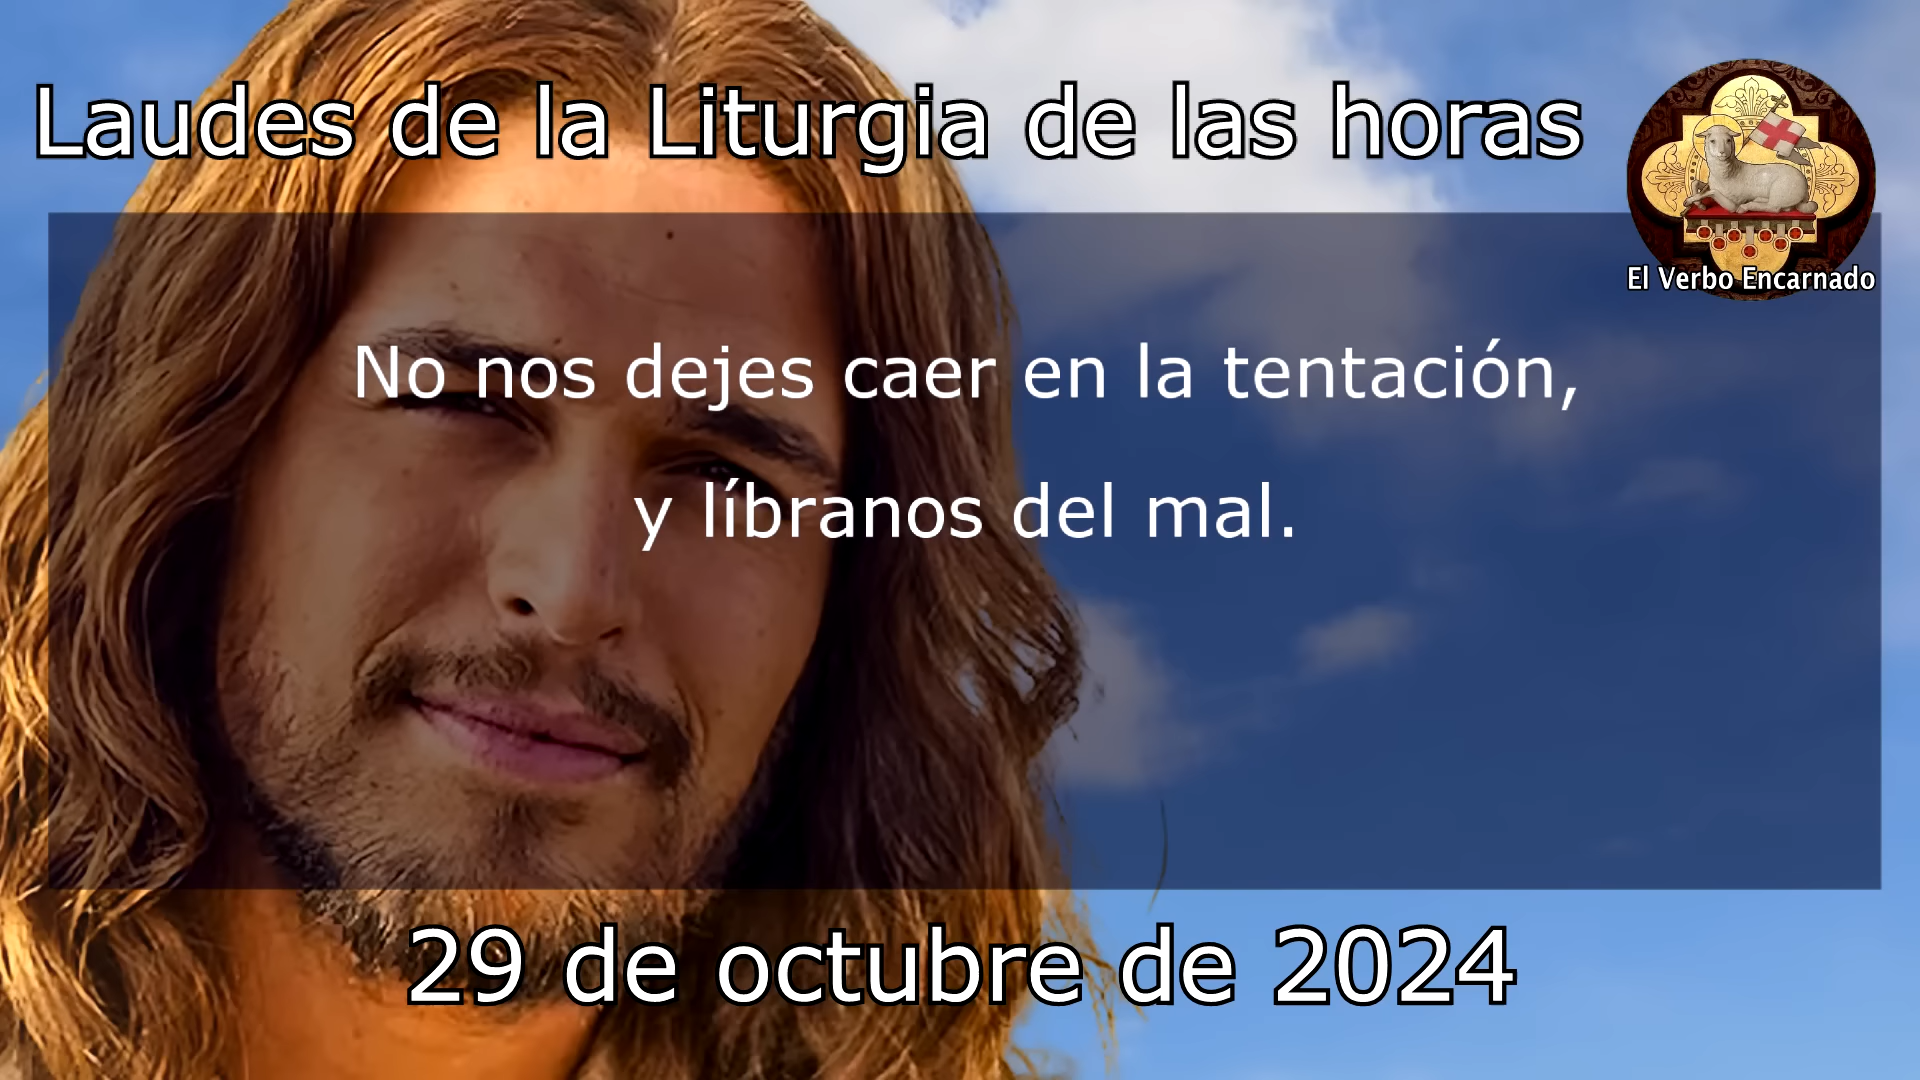 Laudes de la Liturgia de las horas
El Verbo Encarnado
No nos dejes caer en la tentación,
y líbranos del mal.
29 de octubre de 2024